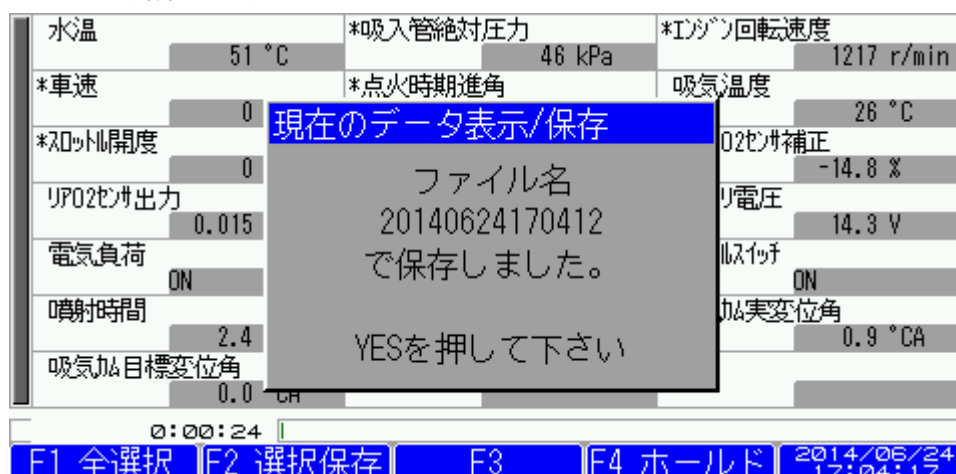 水温 *吸入管絶対圧力 *エンジン回転速度
51 °C 46 kPa 1217 r/min
*車速 *点火時期進角 吸気温度
0 26 °C
現在のデータ表示/保存
*スロットル開度 O2センサ補正
0 -14.8 %
ファイル名
リアO2センサ出力 リ電圧
0.015 14.3 V
20140624170412
電気負荷 ルスイッチ
ON ON
で保存しました。
噴射時間 カム実変位角
2.4 0.9 °CA
YESを押して下さい
吸気カム目標変位角
0.0 °CA
0:00:24
F1 全選択 F2 選択保存 F3 F4 ホールド 2014/06/24
17:04:17